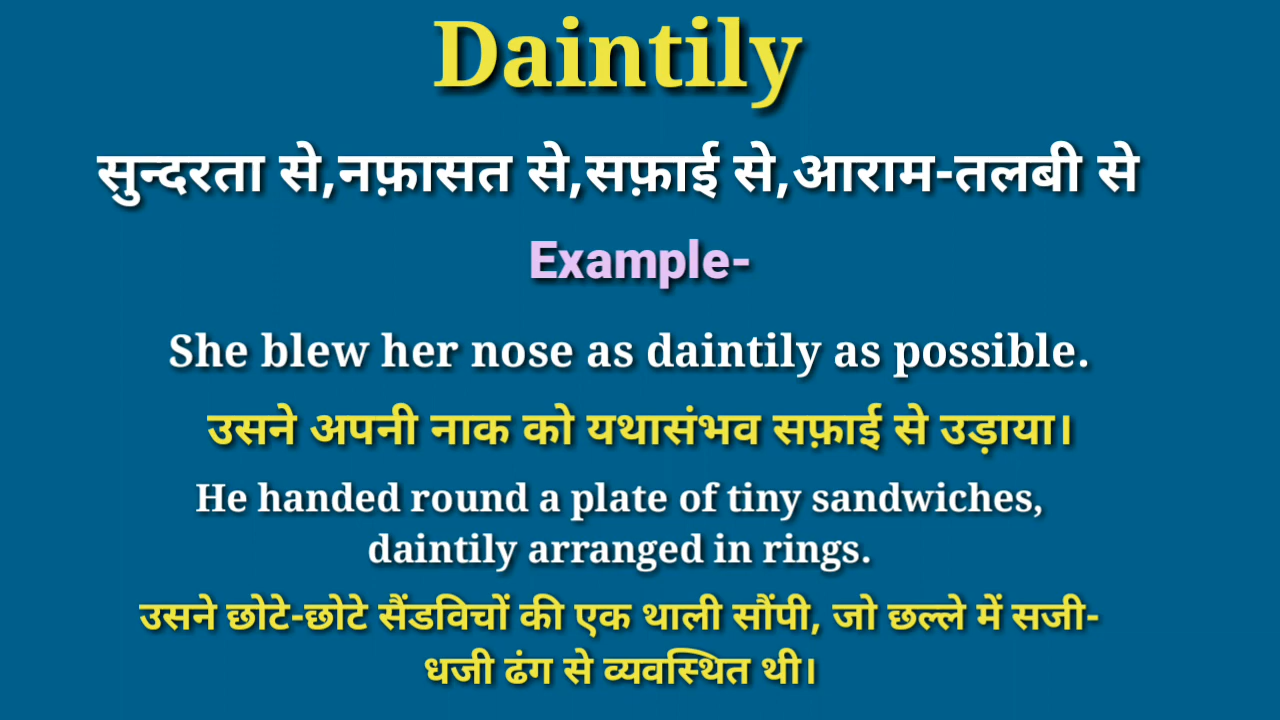 Daintily
सुन्दरता से,नफ़ासत से,सफ़ाई से,आराम-तलबी से
Example-
She blew her nose as daintily as possible.
उसने अपनी नाक को यथासंभव सफ़ाई से उड़ाया।
He handed round a plate of tiny sandwiches,
daintily arranged in rings.
उसने छोटे-छोटे सैंडविचों की एक थाली सौंपी, जो छल्ले में सजी-
धजी ढंग से व्यवस्थित थी।